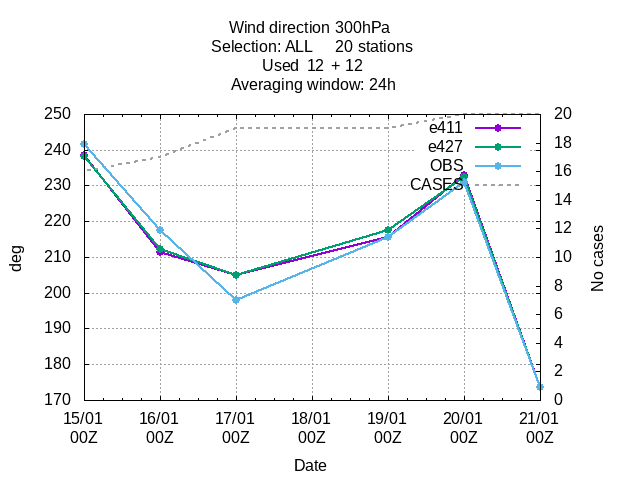 Wind direction 300hPa
Selection: ALL 20 stations
Used 12 + 12
Averaging window: 24h
250 20
240 18
230 16
220 14
210 12
200 10
190 8
180 6
170 4
2
0
e411
e427
OBS
CASES
deg
No cases
15/01 16/01 17/01 18/01 19/01 20/01 21/01
00Z 00Z 00Z 00Z 00Z 00Z 00Z
Date